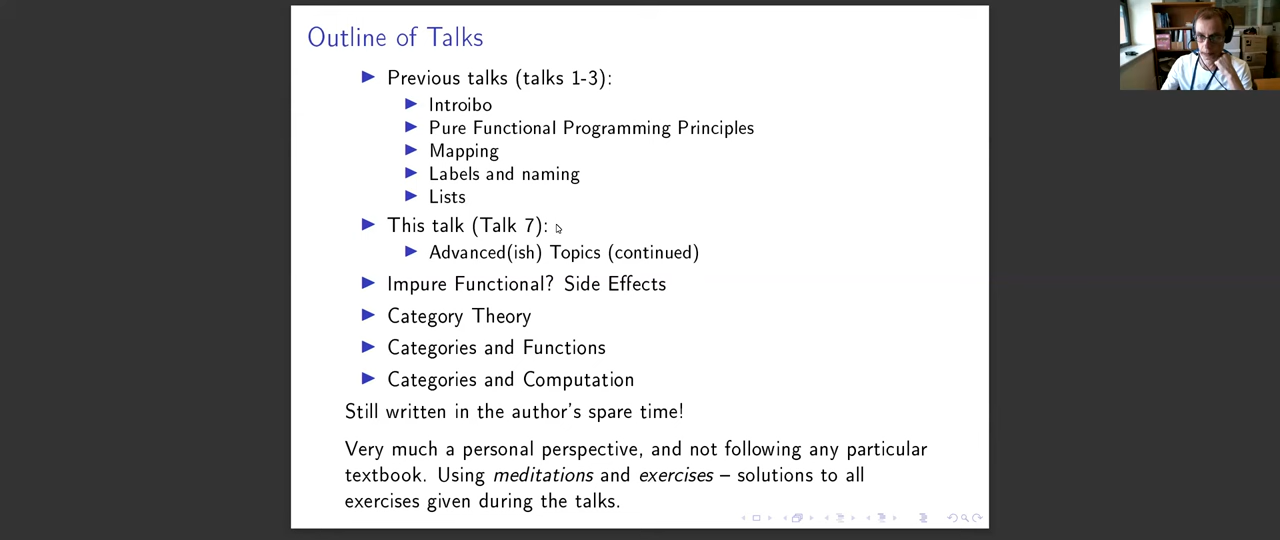 Outline of Talks
Previous talks (talks 1-3):
Introibo
Pure Functional Programming Principles
Mapping
Labels and naming
Lists
This talk (Talk 7):
Advanced(ish) Topics (continued)
Impure Functional? Side Effects
Category Theory
Categories and Functions
Categories and Computation
Still written in the author's spare time!
Very much a personal perspective, and not following any particular
textbook. Using meditations and exercises – solutions to all
exercises given during the talks.